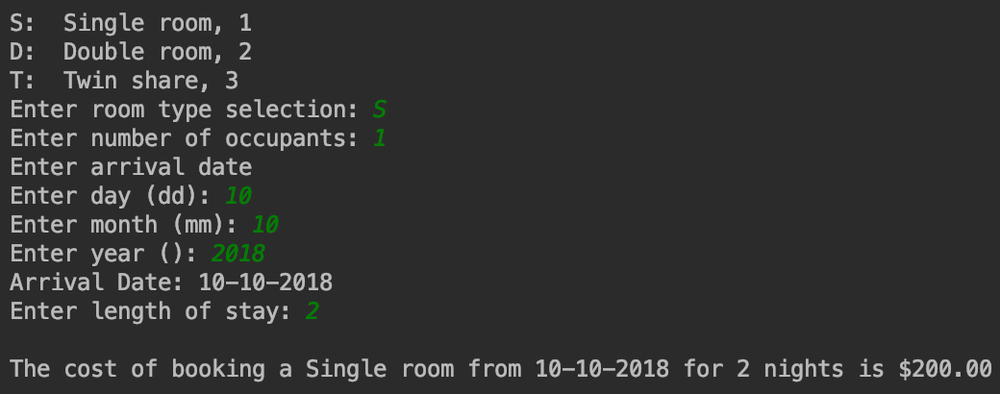 S:  Single room, 1
D:  Double room, 2
T:  Twin share, 3
Enter room type selection: S
Enter number of occupants: 1
Enter arrival date
Enter day (dd): 10
Enter month (mm): 10
Enter year (): 2018
Arrival Date: 10-10-2018
Enter length of stay: 2
The cost of booking a Single room from 10-10-2018 for 2 nights is $200.00